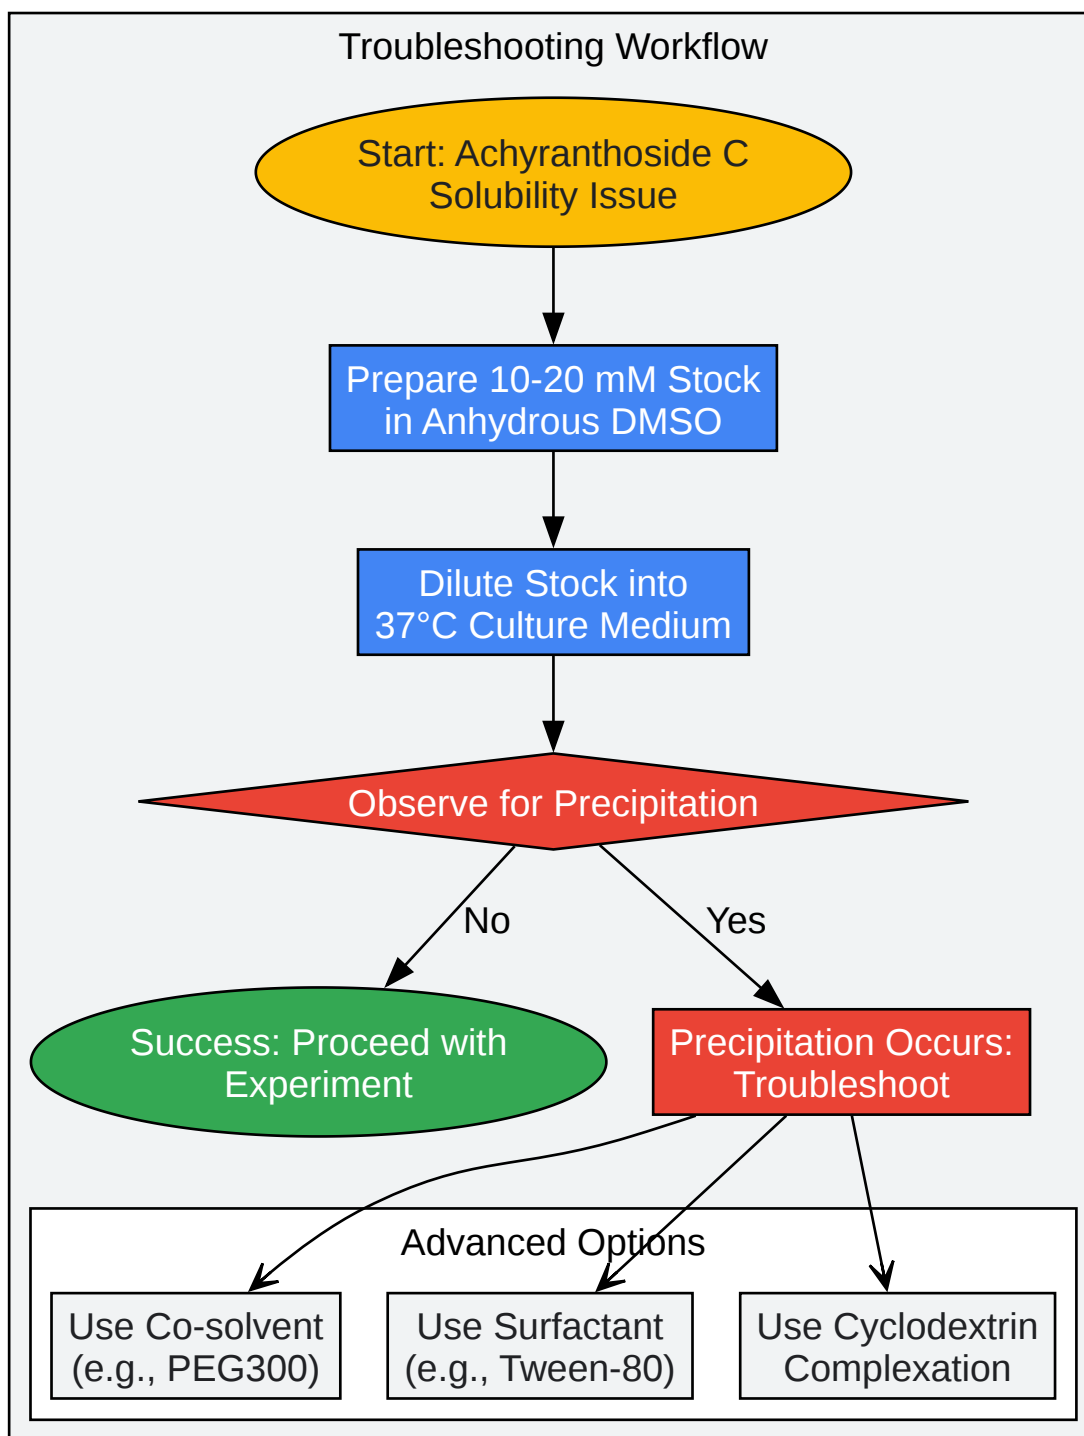 Troubleshooting Workflow
Start: Achyranthoside C
Solubility Issue
Prepare 10-20 mM Stock
in Anhydrous DMSO
Dilute Stock into
37°C Culture Medium
Observe for Precipitation
No
Yes
Success: Proceed with
Experiment
Precipitation Occurs:
Troubleshoot
Advanced Options
Use Co-solvent
(e.g., PEG300)
Use Surfactant
(e.g., Tween-80)
Use Cyclodextrin
Complexation